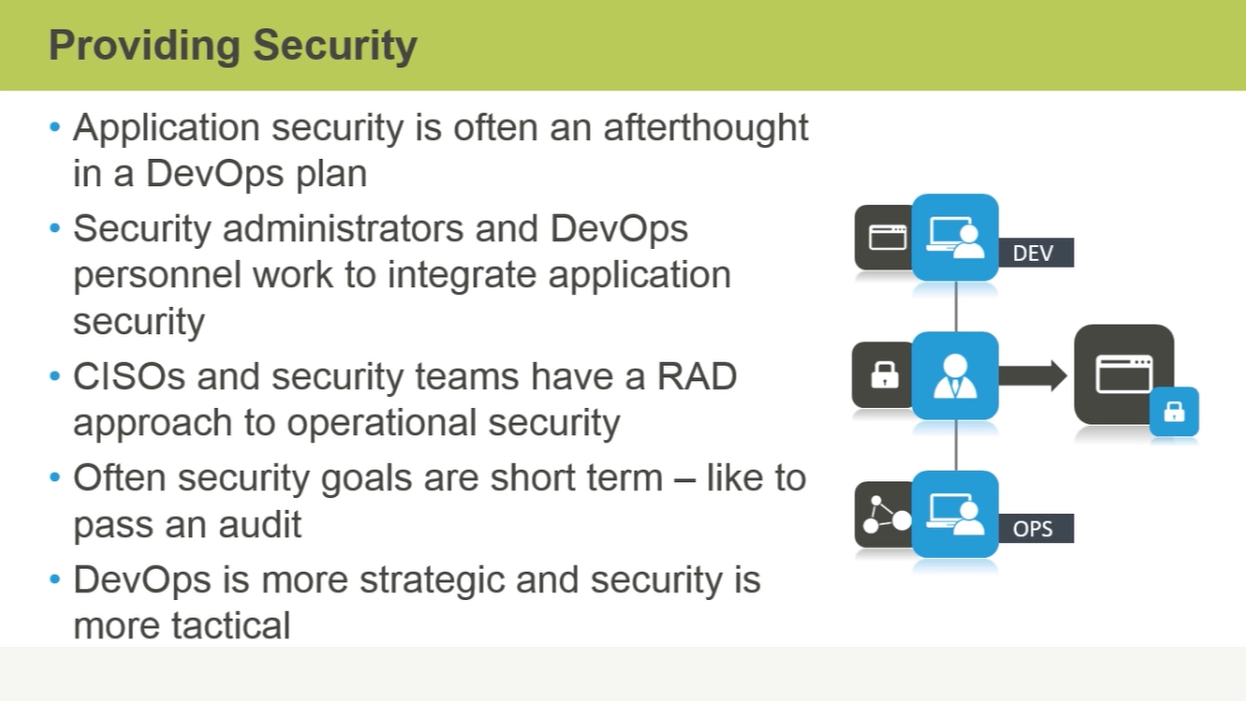 Providing Security
• Application security is often an afterthought
in a DevOps plan
• Security administrators and DevOps
personnel work to integrate application
security
• CISOs and security teams have a RAD
approach to operational security
• Often security goals are short term – like to
pass an audit
• DevOps is more strategic and security is
more tactical
DEV
OPS